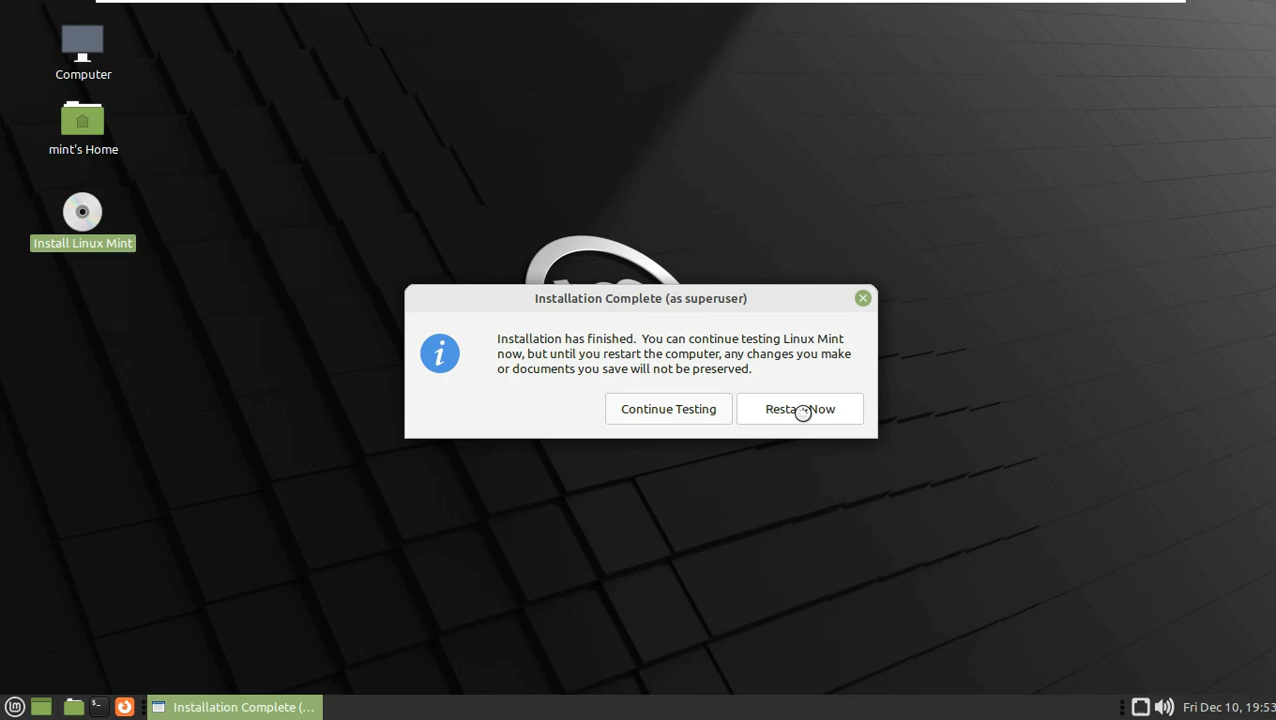 Computer
mint's Home
Install Linux Mint
Installation Complete (as superuser)
Installation has finished.  You can continue testing Linux Mint
now, but until you restart the computer, any changes you make
or documents you save will not be preserved.
Continue Testing
Restart Now
Installation Complete (...
Fri Dec 10, 19:53